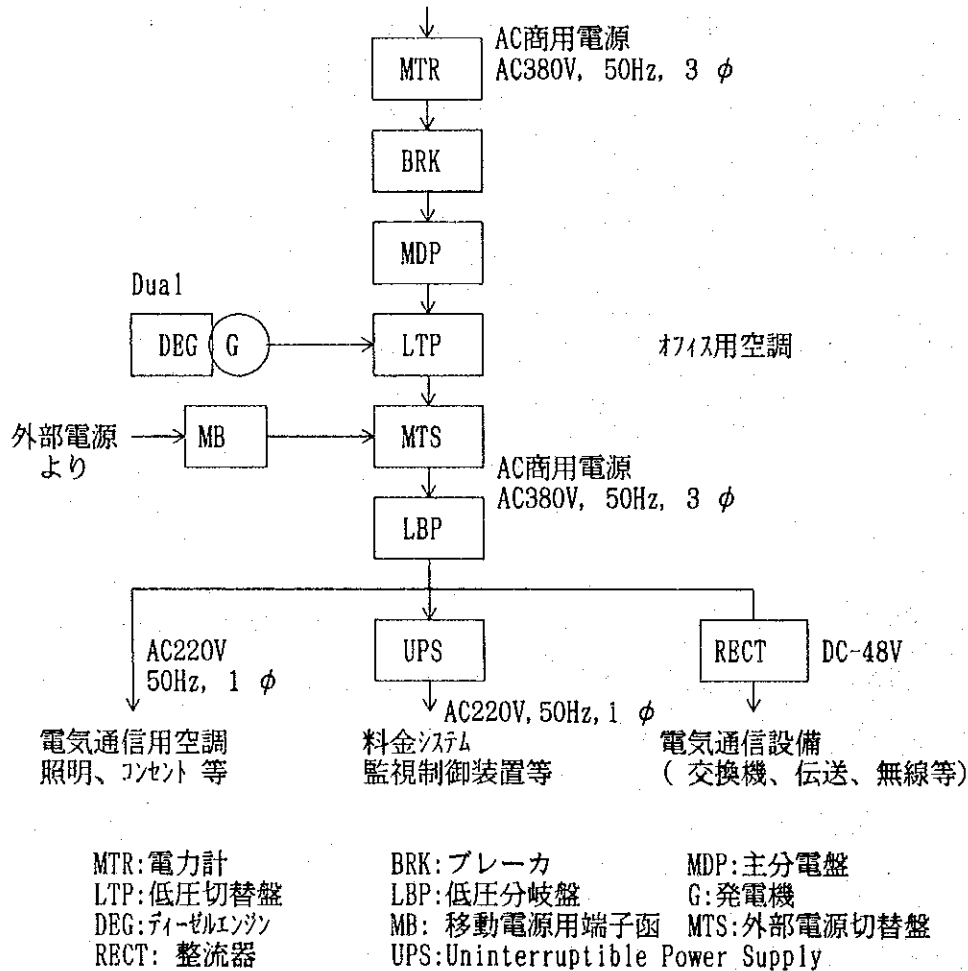 AC商用電源
MTR AC380V, 50Hz, 3 φ
BRK
MDP
Dual
DEG G LTP オフィス用空調
外部電源
より
MB MTS
AC商用電源
AC380V, 50Hz, 3 φ
LBP
AC220V
50Hz, 1 φ
UPS RECT DC-48V
AC220V,50Hz,1 φ
電気通信用空調
照明、コンセント 等
料金システム
監視制御装置等
電気通信設備
( 交換機、伝送、無線等)
MTR:電力計 BRK:ブレーカ MDP:主分電盤
LTP:低圧切替盤 LBP:低圧分岐盤 G:発電機
DEG:ディーゼルエンジン MB: 移動電源用端子函 MTS:外部電源切替盤
RECT: 整流器 UPS:Uninterruptible Power Supply